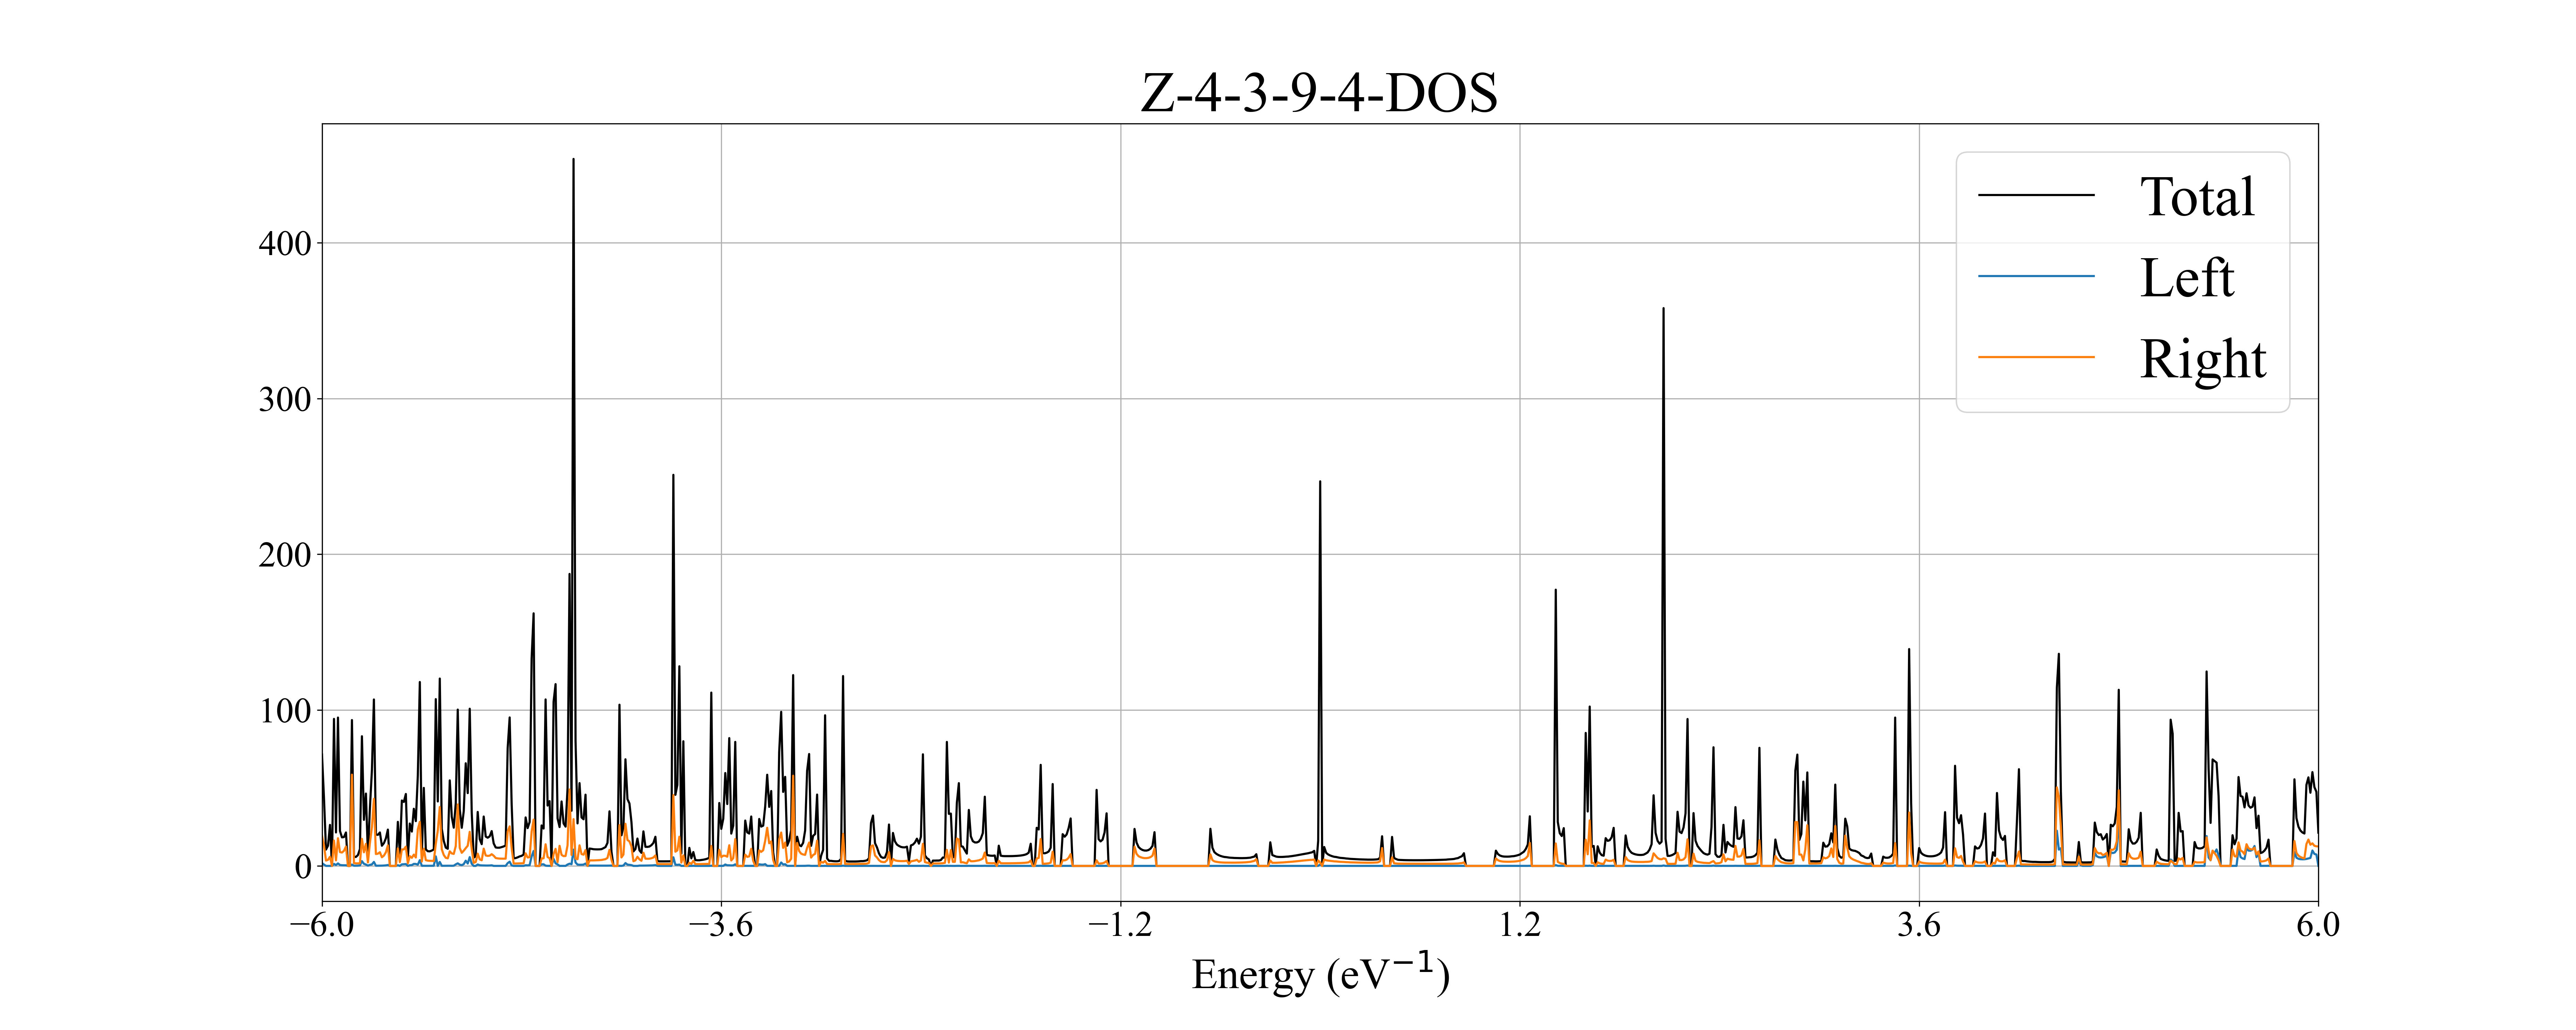 Z-4-3-9-4-DOS
Total
Left
Right
400
300
200
100
0
−6.0 −3.6 −1.2 1.2 3.6 6.0
Energy (eV⁻¹)